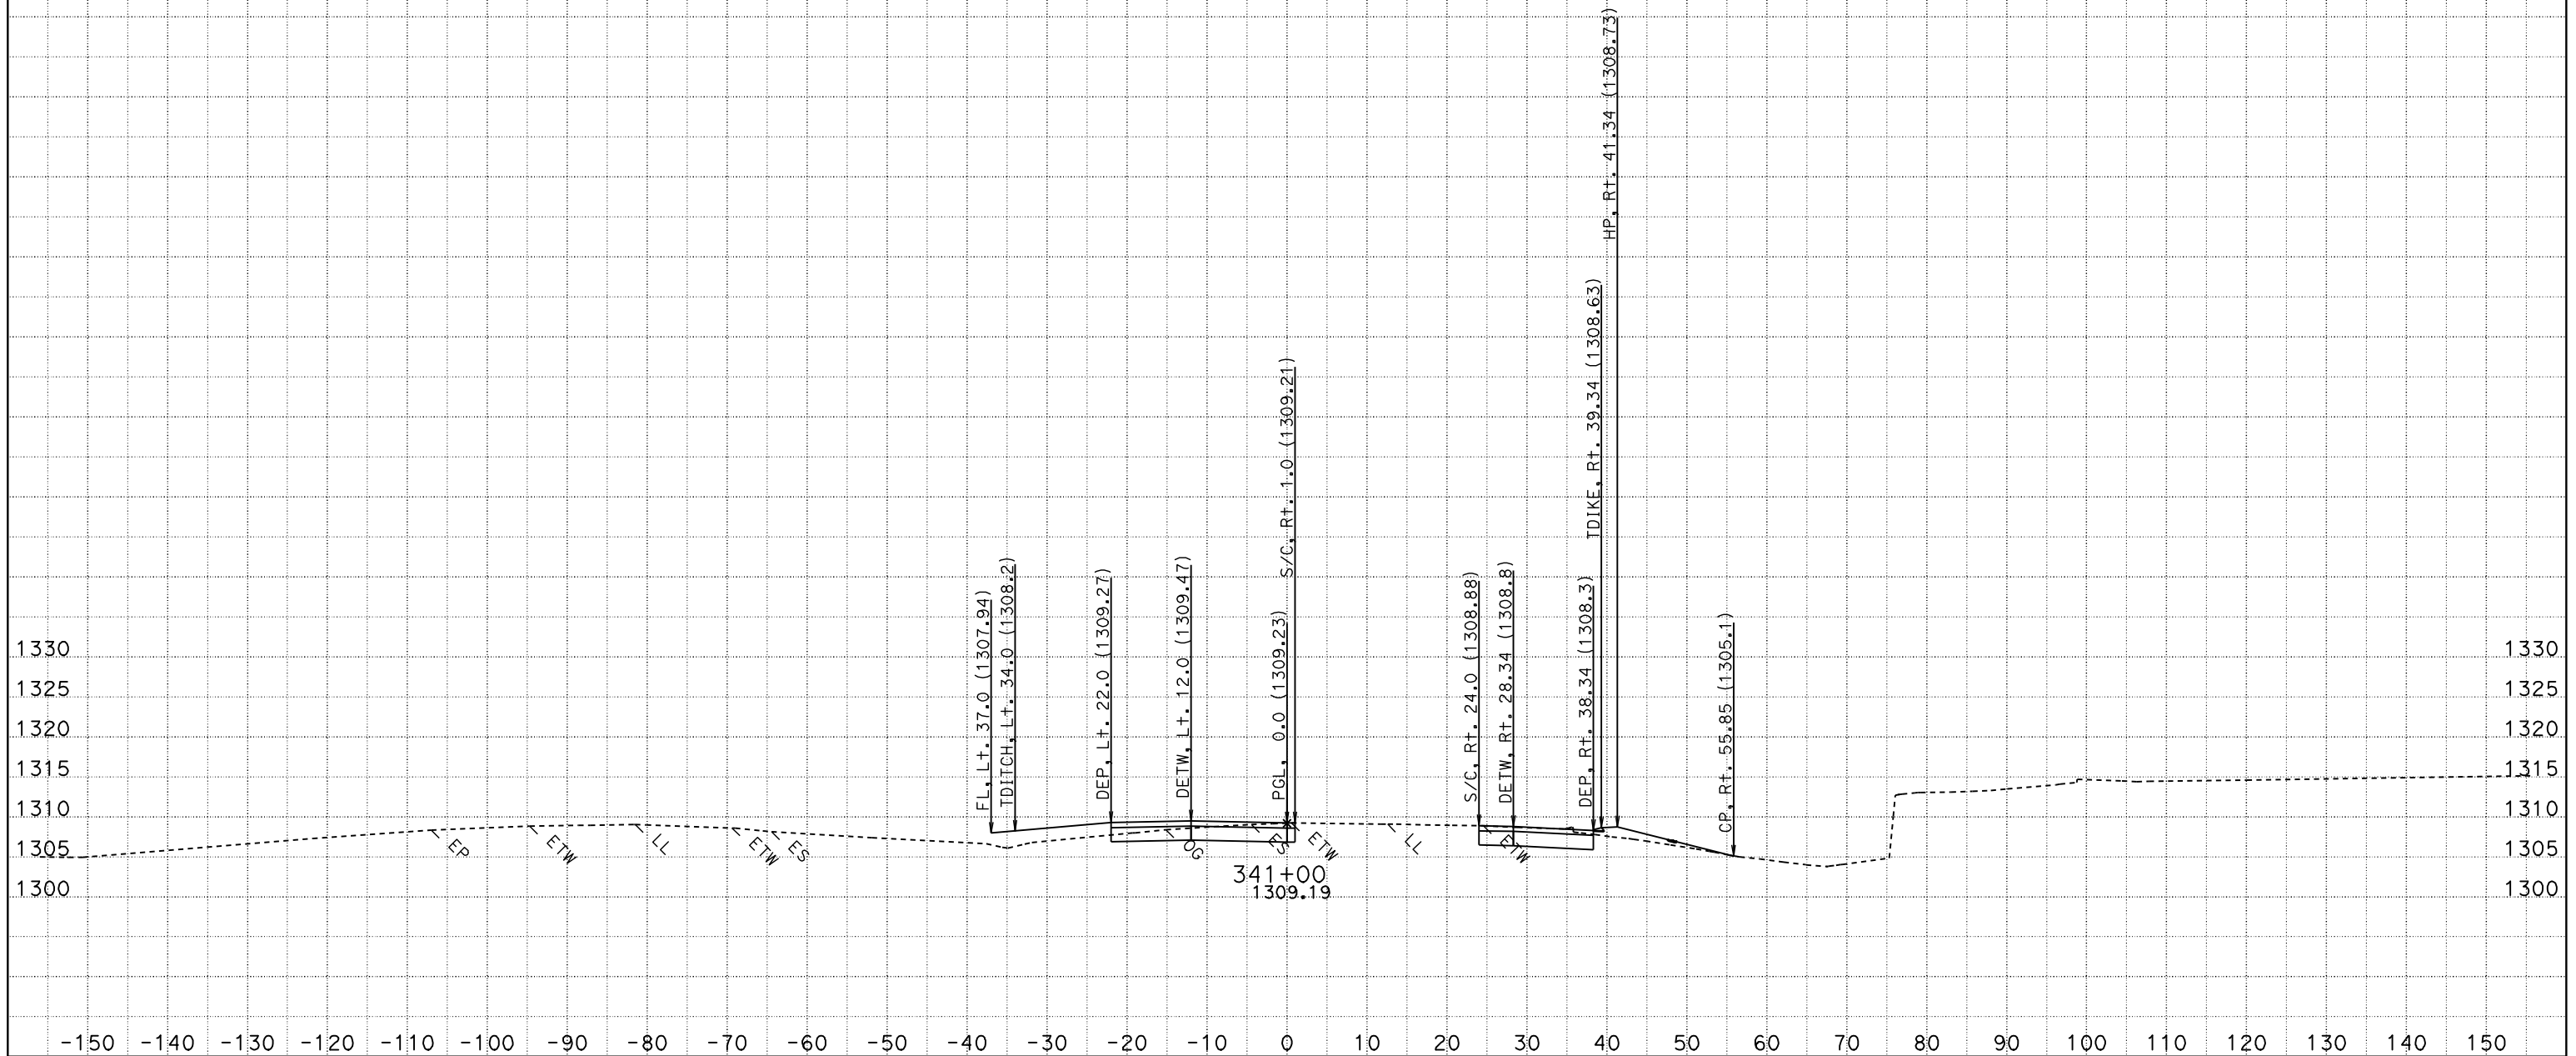 HP, Rt. 41.34 (1308.73)
TDIKE, Rt. 39.34 (1308.63)
S/C, Rt. 1.0 (1309.21)
FL, Lt. 37.0 (1307.94)
TDITCH, Lt. 34.0 (1308.2)
DEP, Lt. 22.0 (1309.27)
DETW, Lt. 12.0 (1309.47)
PGL, 0.0 (1309.23)
S/C, Rt. 24.0 (1308.88)
DETW, Rt. 28.34 (1308.8)
DEP, Rt. 38.34 (1308.3)
CP, Rt. 55.85 (1305.1)
1330 1330
1325 1325
1320 1320
1315 1315
1310 1310
1305 1305
1300 1300
EP
ETW
LL
ETW
ES
OG
ES
ETW
LL
ETW
341+00
1309.19
-150 -140 -130 -120 -110 -100 -90 -80 -70 -60 -50 -40 -30 -20 -10 0 10 20 30 40 50 60 70 80 90 100 110 120 130 140 150